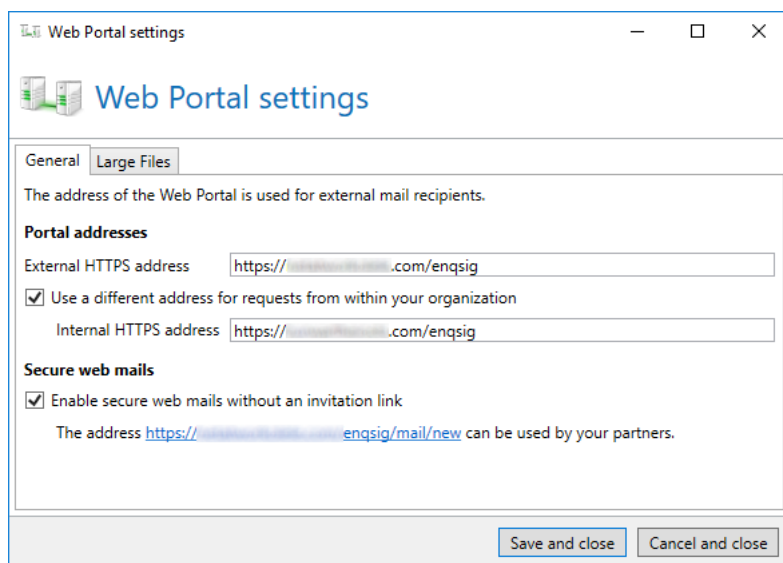 Web Portal settings
Web Portal settings
General Large Files
The address of the Web Portal is used for external mail recipients.
Portal addresses
External HTTPS address https:// .com/enqsig
Use a different address for requests from within your organization
Internal HTTPS address https:// .com/enqsig
Secure web mails
Enable secure web mails without an invitation link
The address https:// enqsig/mail/new can be used by your partners.
Save and close Cancel and close